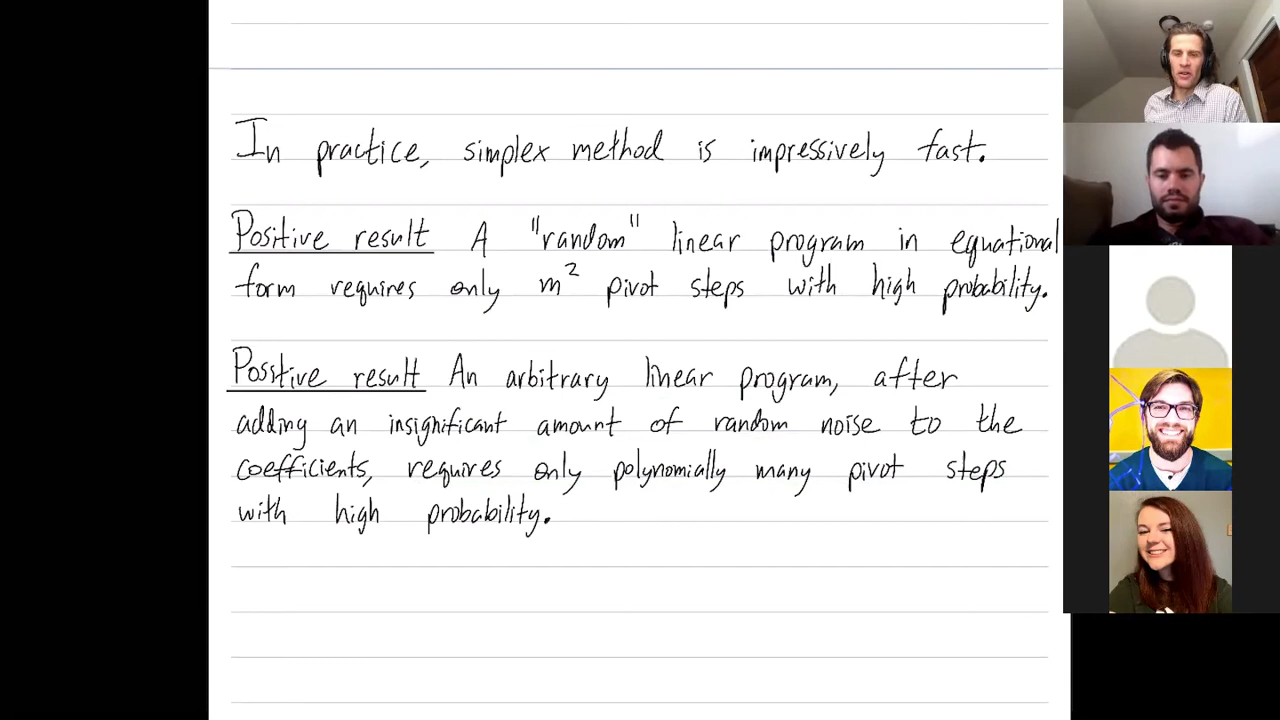 In practice, simplex method is impressively fast.
Positive result A "random" linear program in equational
form requires only m² pivot steps with high probability.
Positive result An arbitrary linear program, after
adding an insignificant amount of random noise to the
coefficients, requires only polynomially many pivot steps
with high probability.